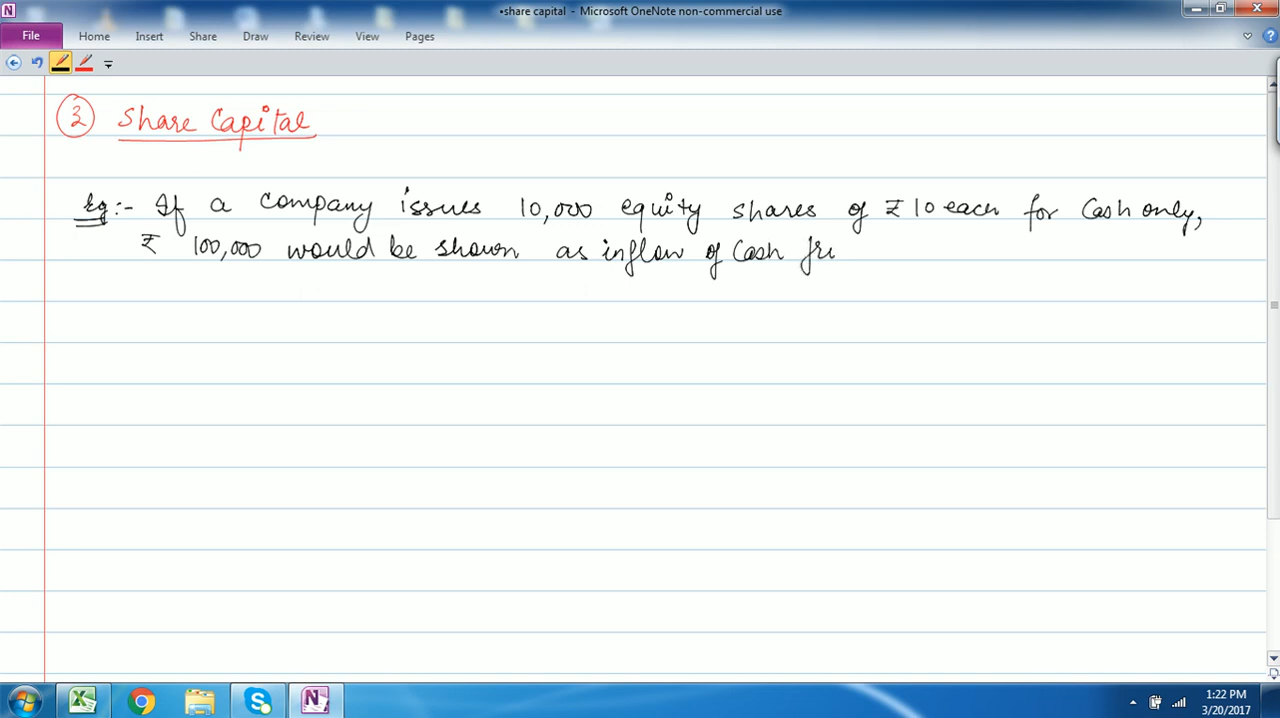 •share capital - Microsoft OneNote non-commercial use
File Home Insert Share Draw Review View Pages
3 Share Capital
Eg:- If a company issues 10,000 equity shares of ₹ 10 each for Cash only,
₹ 100,000 would be shown as inflow of Cash
1:22 PM
3/20/2017